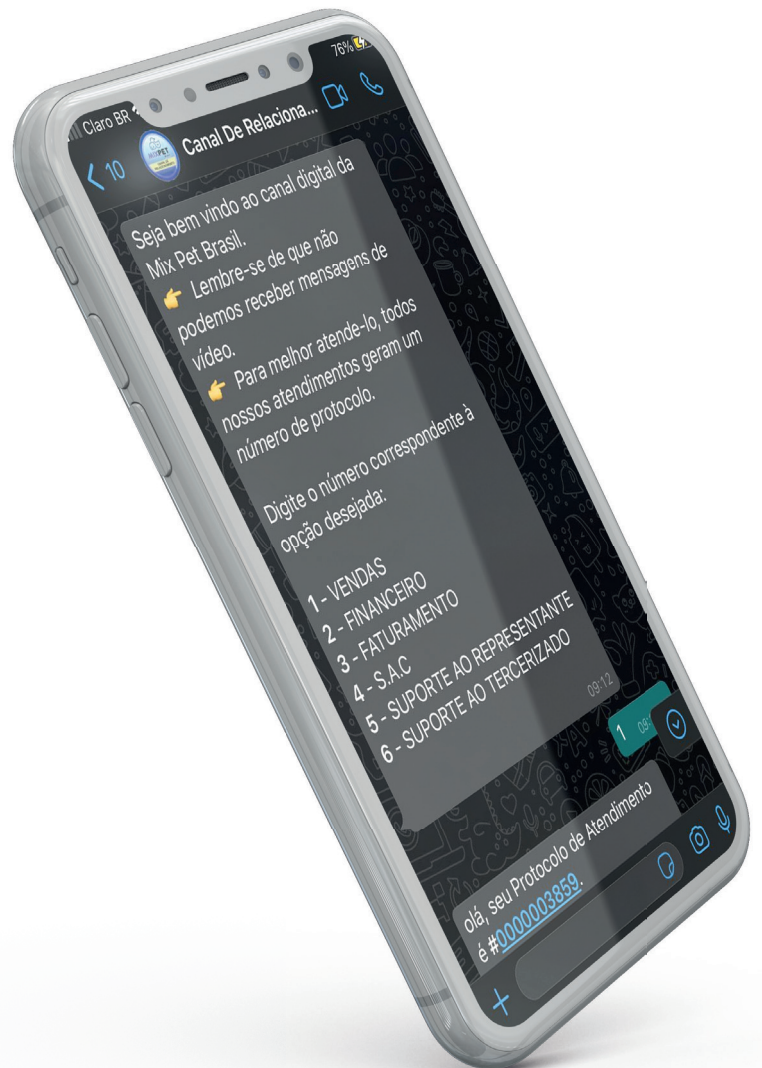 Claro BR
76%
10
MIXPET
Canal De Relaciona...
Seja bem vindo ao canal digital da
Mix Pet Brasil.
👉 Lembre-se de que não
podemos receber mensagens de
vídeo.
👉 Para melhor atende-lo, todos
nossos atendimentos geram um
número de protocolo.
Digite o número correspondente à
opção desejada:
1 - VENDAS
2 - FINANCEIRO
3 - FATURAMENTO
4 - S.A.C
5 - SUPORTE AO REPRESENTANTE
6 - SUPORTE AO TERCERIZADO
09:12
1
olá, seu Protocolo de Atendimento
é #0000003859.